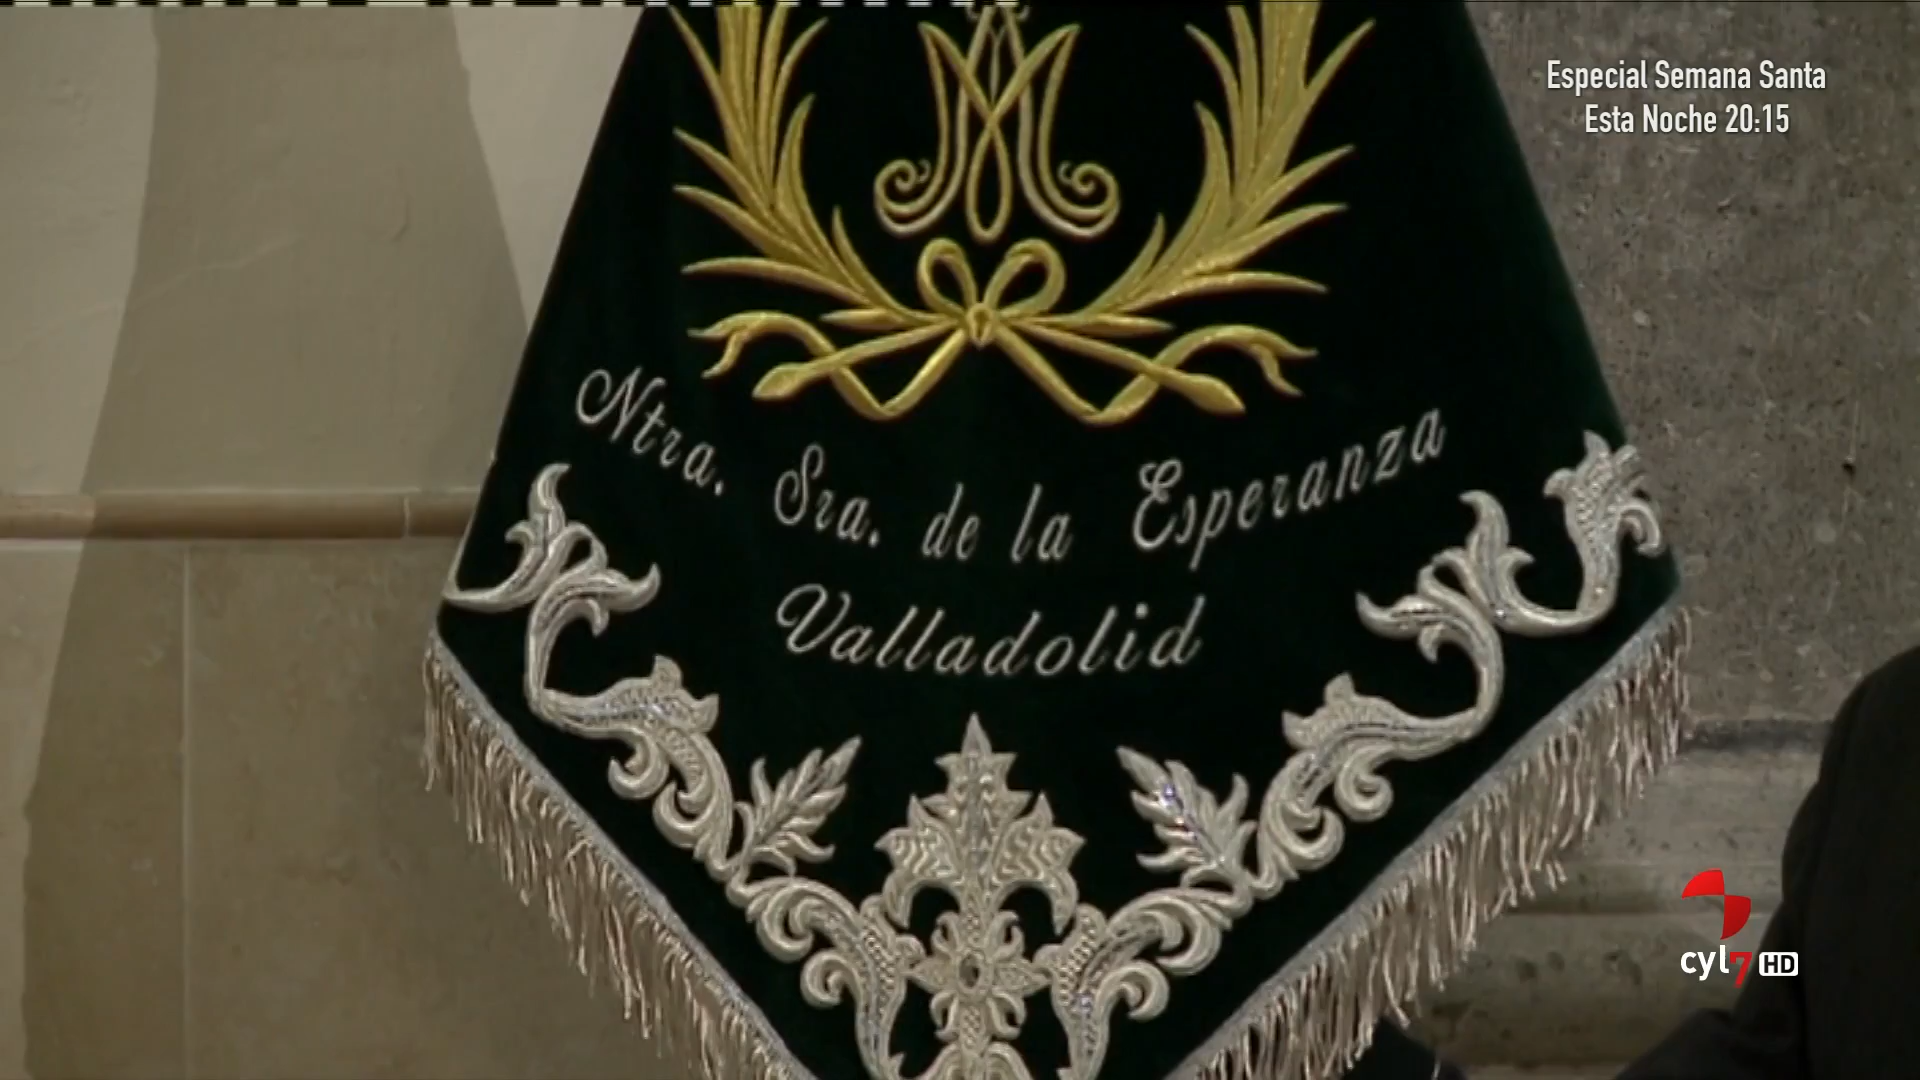 Especial Semana Santa
Esta Noche 20:15
Ntra. Sra. de la Esperanza
Valladolid
cyl7 HD